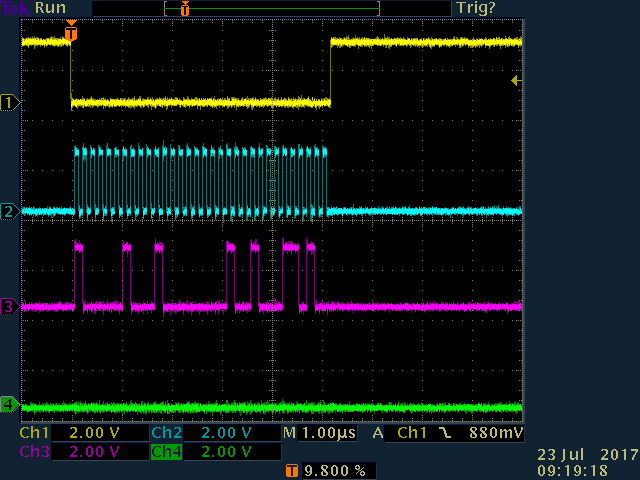 Tek Run Trig?
T
T
1
2
3
4
Ch1 2.00 V Ch2 2.00 V M 1.00µs A Ch1 880mV
Ch3 2.00 V Ch4 2.00 V
23 Jul 2017
T 9.800 % 09:19:18